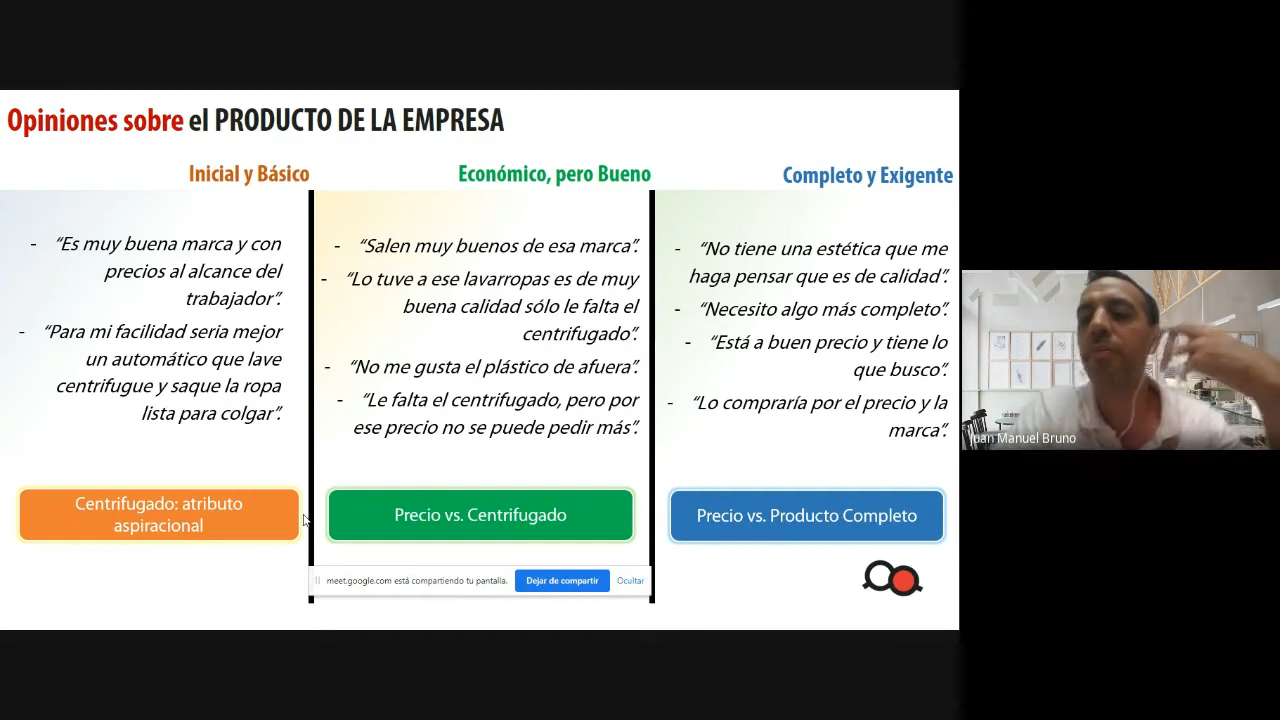 Opiniones sobre el PRODUCTO DE LA EMPRESA
Inicial y Básico
- “Es muy buena marca y con
precios al alcance del
trabajador”.
- “Para mi facilidad seria mejor
un automático que lave
centrifugue y saque la ropa
lista para colgar”.
Centrifugado: atributo
aspiracional
Económico, pero Bueno
- “Salen muy buenos de esa marca”.
- “Lo tuve a ese lavarropas es de muy
buena calidad sólo le falta el
centrifugado”.
- “No me gusta el plástico de afuera”.
- “Le falta el centrifugado, pero por
ese precio no se puede pedir más”.
Precio vs. Centrifugado
Completo y Exigente
- “No tiene una estética que me
haga pensar que es de calidad”.
- “Necesito algo más completo”.
- “Está a buen precio y tiene lo
que busco”.
- “Lo compraría por el precio y la
marca”.
Precio vs. Producto Completo
meet.google.com está compartiendo tu pantalla.
Dejar de compartir
Ocultar
Juan Manuel Bruno